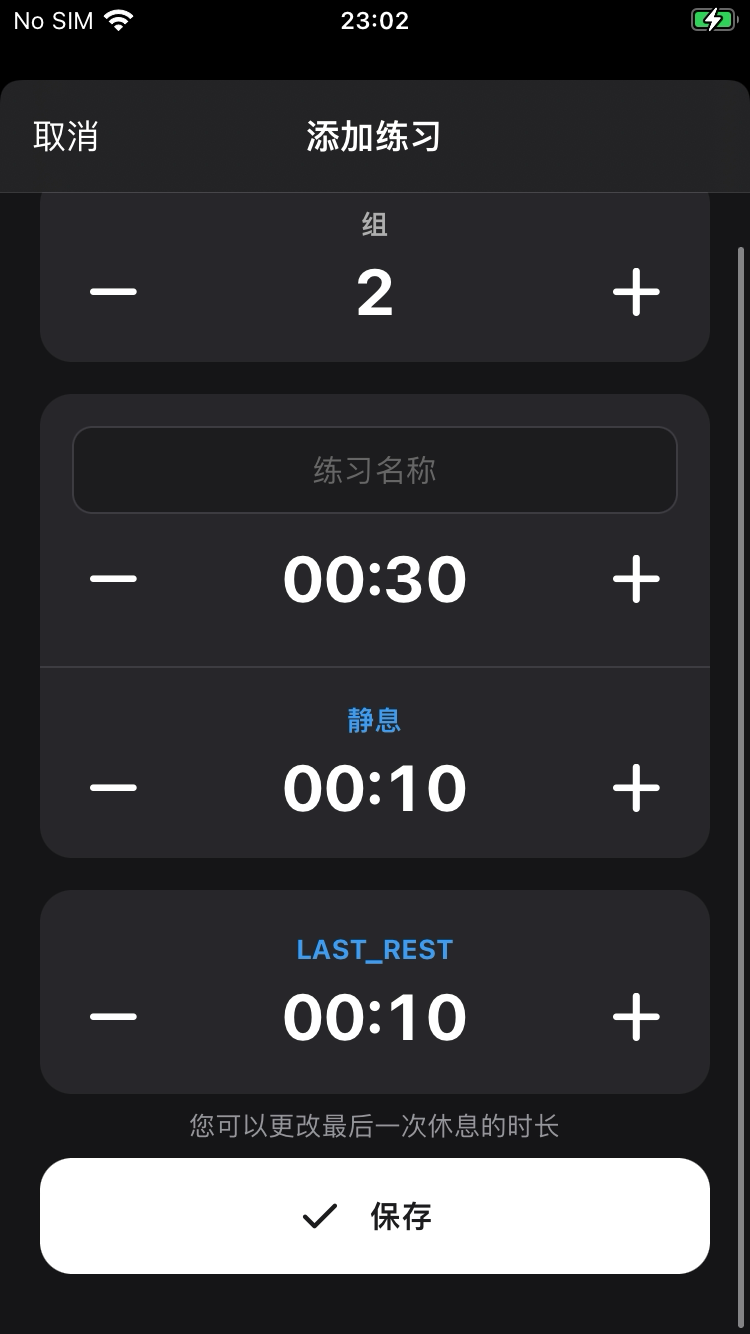 No SIM 23:02
取消 添加练习
组
2
练习名称
00:30
静息
00:10
LAST_REST
00:10
您可以更改最后一次休息的时长
保存